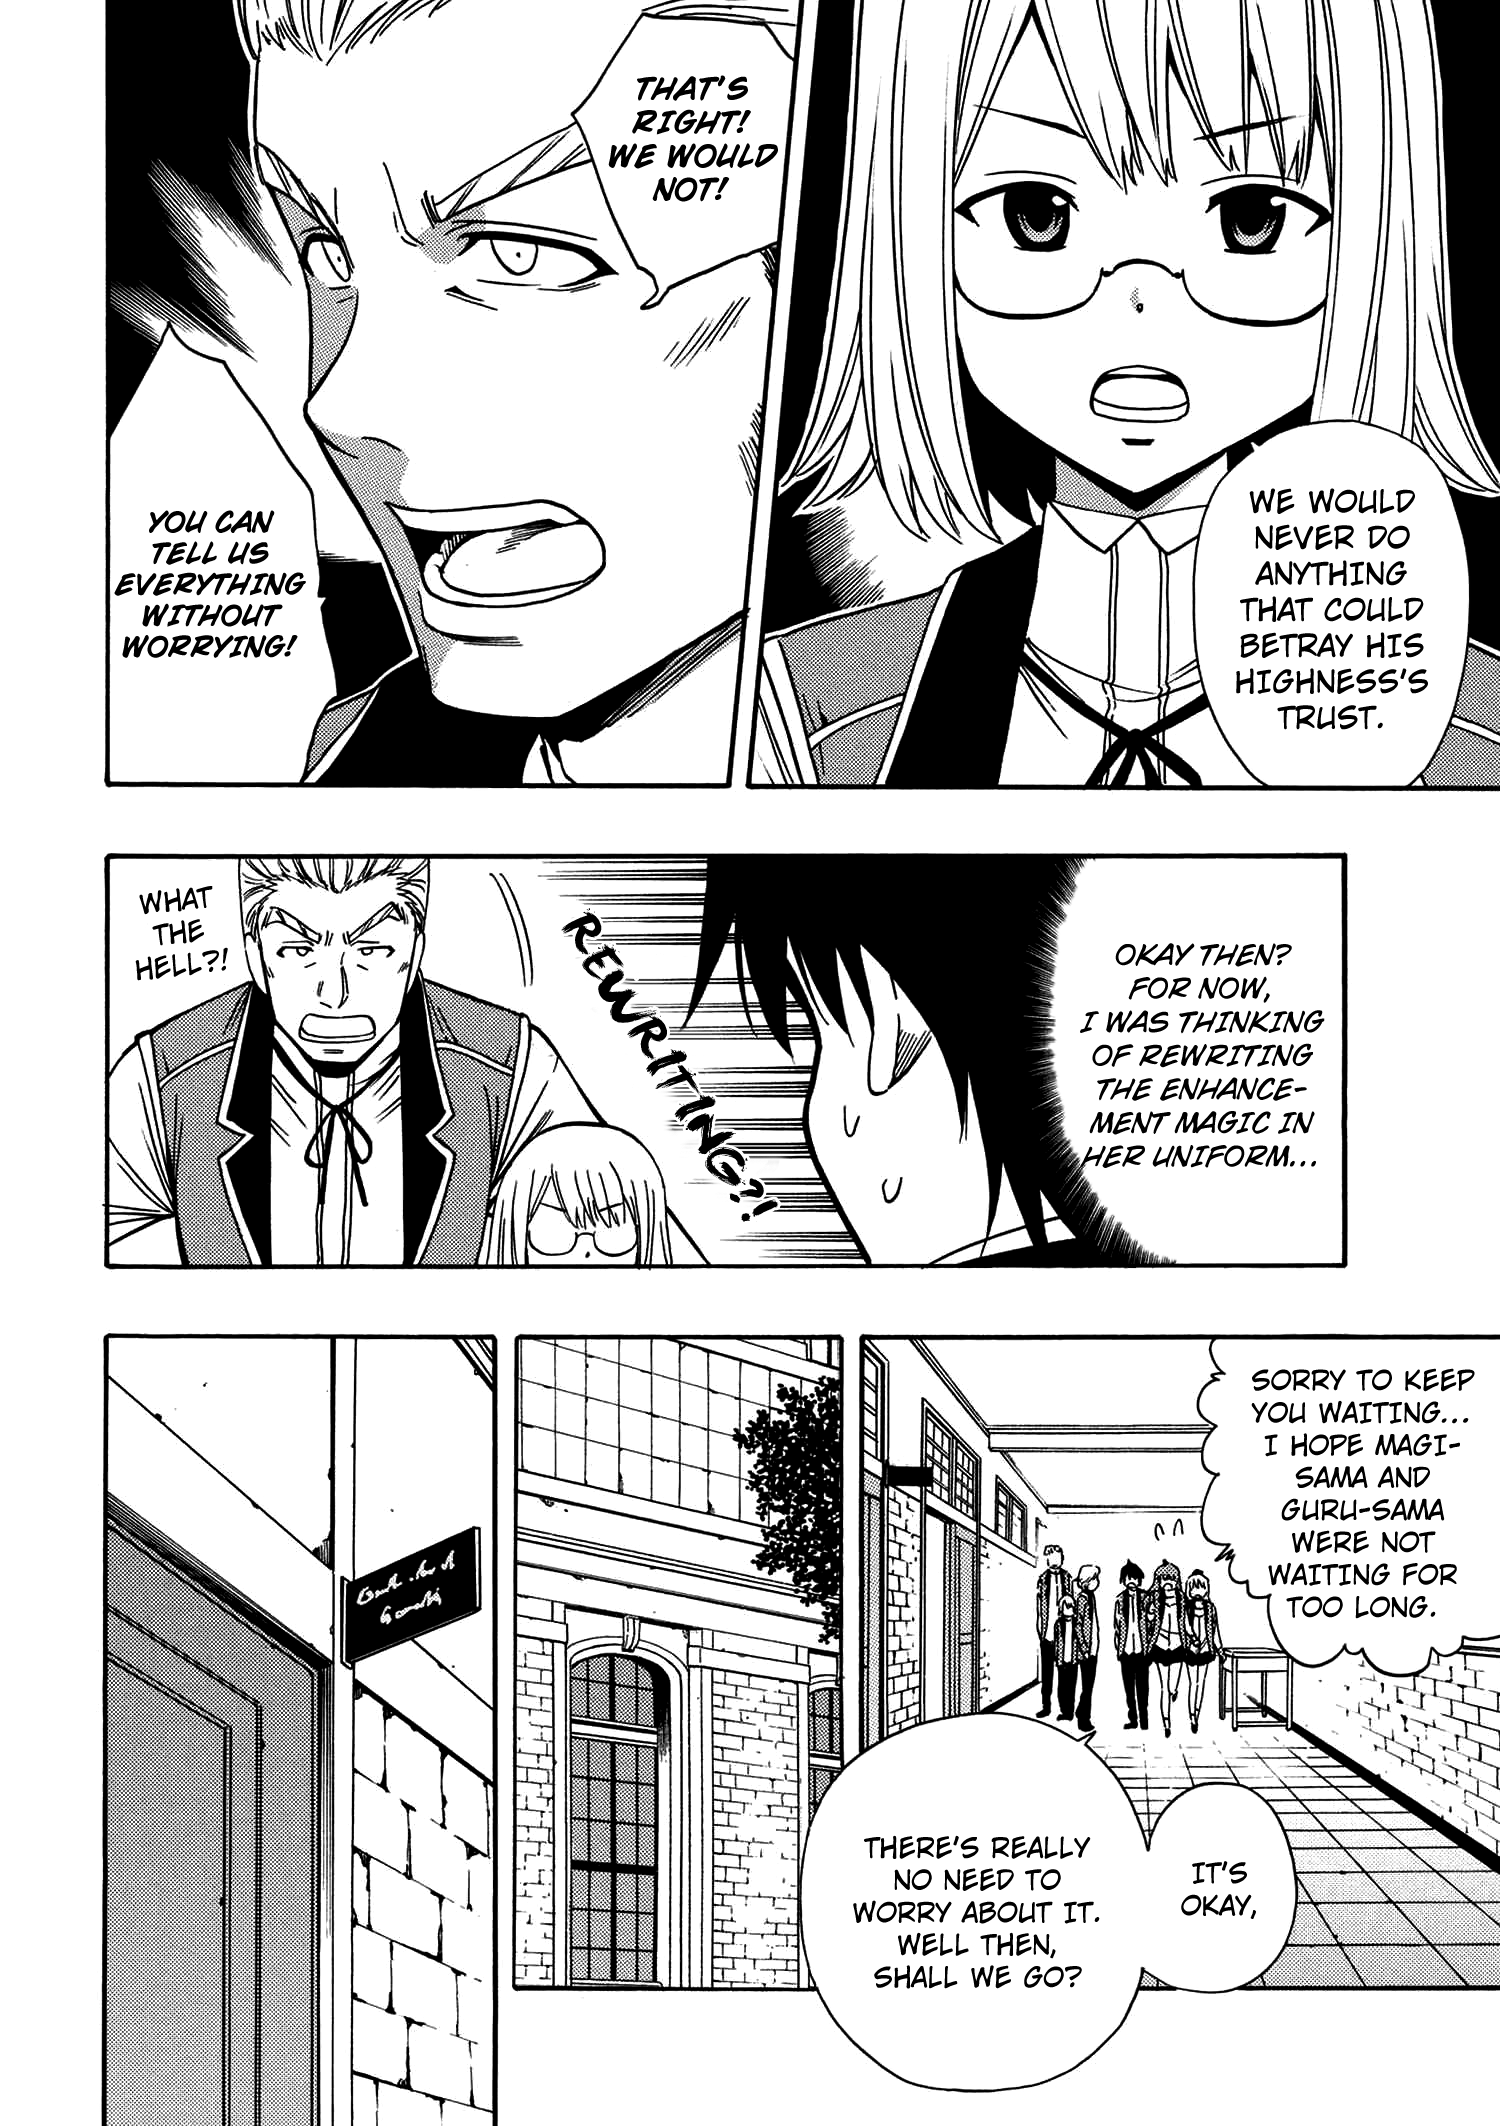 WE WOULD
NEVER DO
ANYTHING
THAT COULD
BETRAY HIS
HIGHNESS'S
TRUST.
THAT'S
RIGHT!
WE WOULD
NOT!
YOU CAN
TELL US
EVERYTHING
WITHOUT
WORRYING!
OKAY THEN?
FOR NOW,
I WAS THINKING
OF REWRITING
THE ENHANCE-
MENT MAGIC IN
HER UNIFORM...
REWRITING?!
WHAT
THE
HELL?!
SORRY TO KEEP
YOU WAITING...
I HOPE MAGI-
SAMA AND
GURU-SAMA
WERE NOT
WAITING FOR
TOO LONG.
IT'S
OKAY,
THERE'S REALLY
NO NEED TO
WORRY ABOUT IT.
WELL THEN,
SHALL WE GO?